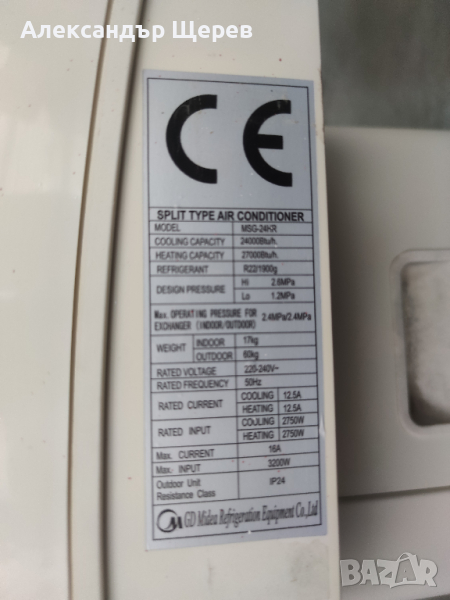 Александър Щерев
CE
SPLIT TYPE AIR CONDITIONER
MODEL MSG-24HR
COOLING CAPACITY 24000Btu/h.
HEATING CAPACITY 27000Btu/h.
REFRIGERANT R22/1900g
DESIGN PRESSURE Hi 2.6MPa
Lo 1.2MPa
Max. OPERATING PRESSURE FOR
EXCHANGER (INDOOR/OUTDOOR) 2.4MPa/2.4MPa
WEIGHT INDOOR 17kg
OUTDOOR 60kg
RATED VOLTAGE 220-240V~
RATED FREQUENCY 50Hz
RATED CURRENT COOLING 12.5A
HEATING 12.5A
RATED INPUT COOLING 2750W
HEATING 2750W
Max. CURRENT 16A
Max. INPUT 3200W
Outdoor Unit
Resistance Class IP24
GD Midea Refrigeration Equipment Co.,Ltd
BAZAR